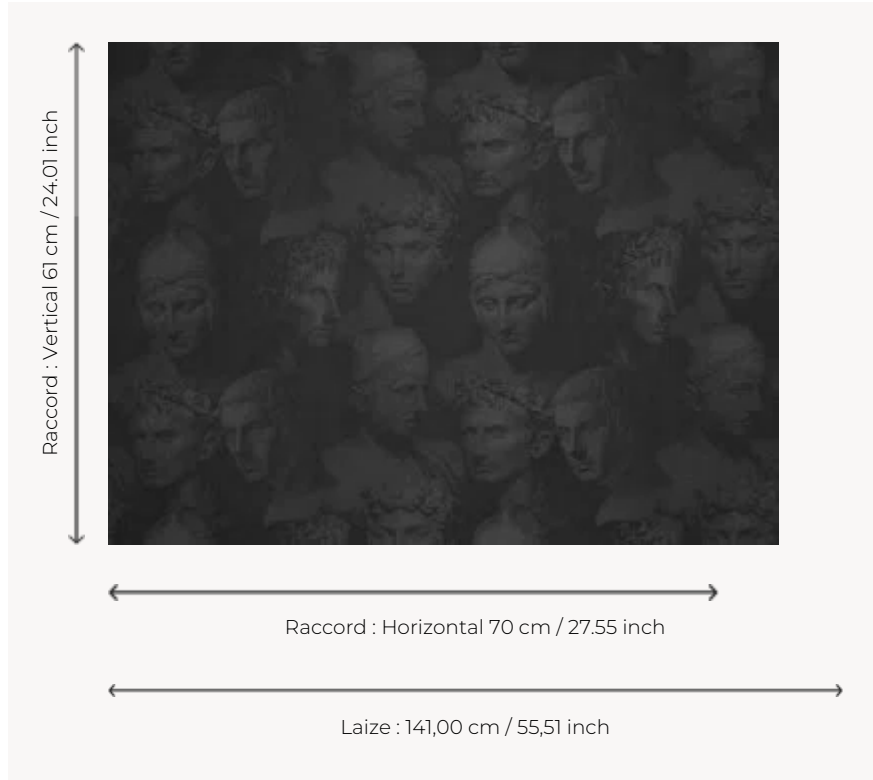 Raccord : Vertical 61 cm / 24.01 inch
Raccord : Horizontal 70 cm / 27.55 inch
Laize : 141,00 cm / 55,51 inch